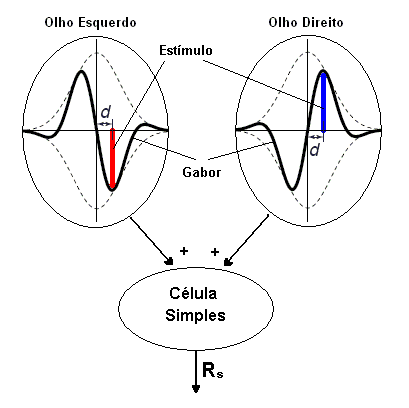 Olho Esquerdo
Olho Direito
Estímulo
d
d
Gabor
+ +
Célula
Simples
Rs